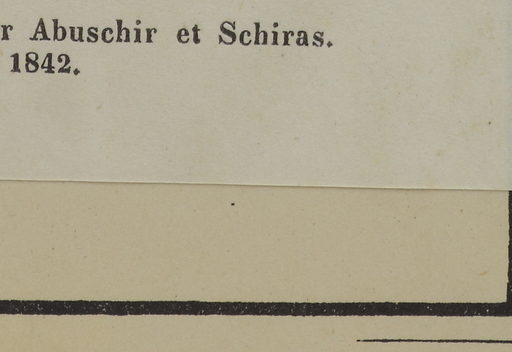 r Abuschir et Schiras.
1842.